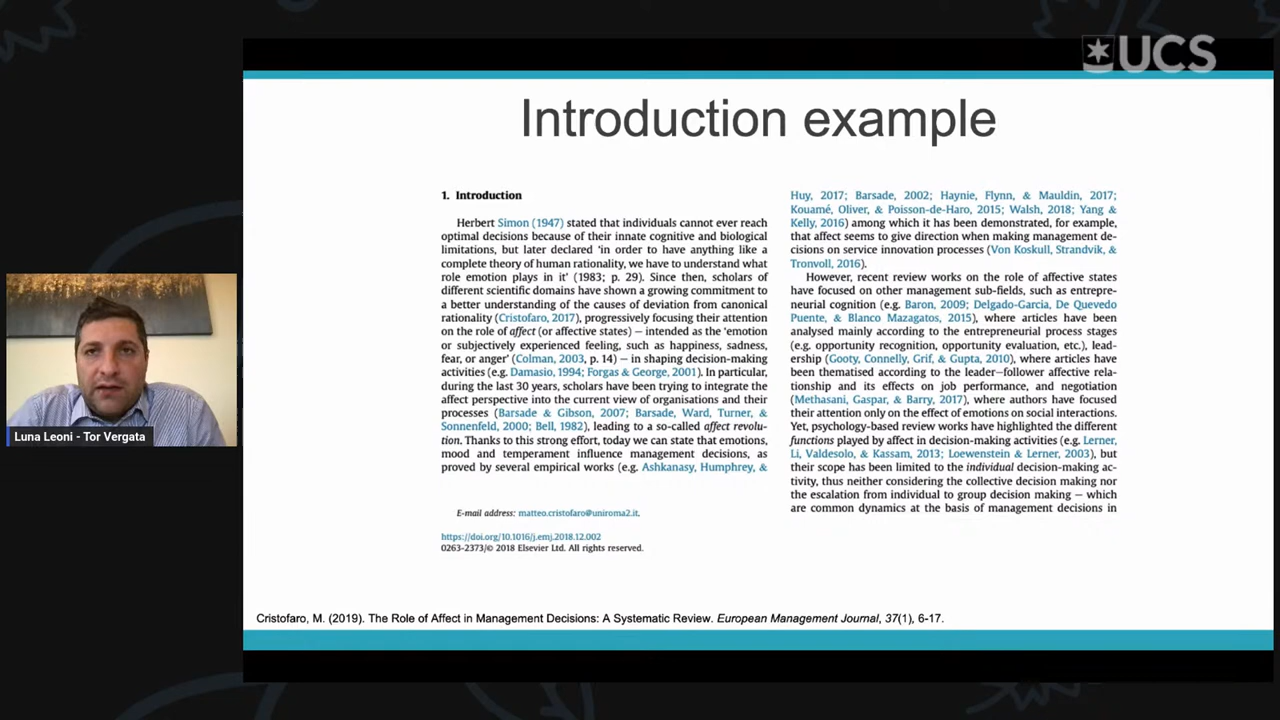 UCS
Introduction example
1. Introduction
Herbert Simon (1947) stated that individuals cannot ever reach
optimal decisions because of their innate cognitive and biological
limitations, but later declared ‘in order to have anything like a
complete theory of human rationality, we have to understand what
role emotion plays in it’ (1983; p. 29). Since then, scholars of
different scientific domains have shown a growing commitment to
a better understanding of the causes of deviation from canonical
rationality (Cristofaro, 2017), progressively focusing their attention
on the role of affect (or affective states) — intended as the ‘emotion
or subjectively experienced feeling, such as happiness, sadness,
fear, or anger’ (Colman, 2003, p. 14) — in shaping decision-making
activities (e.g. Damasio, 1994; Forgas & George, 2001). In particular,
during the last 30 years, scholars have been trying to integrate the
affect perspective into the current view of organisations and their
processes (Barsade & Gibson, 2007; Barsade, Ward, Turner, &
Sonnenfeld, 2000; Bell, 1982), leading to a so-called affect revolu-
tion. Thanks to this strong effort, today we can state that emotions,
mood and temperament influence management decisions, as
proved by several empirical works (e.g. Ashkanasy, Humphrey, &
E-mail address: matteo.cristofaro@uniroma2.it,
https://doi.org/10.1016/j.emj.2018.12.002
0263-2373/© 2018 Elsevier Ltd. All rights reserved.
Huy, 2017; Barsade, 2002; Haynie, Flynn, & Mauldin, 2017;
Kouamé, Oliver, & Poisson-de-Haro, 2015; Walsh, 2018; Yang &
Kelly, 2016) among which it has been demonstrated, for example,
that affect seems to give direction when making management de-
cisions on service innovation processes (Von Koskull, Strandvik, &
Tronvoll, 2016).
However, recent review works on the role of affective states
have focused on other management sub-fields, such as entrepre-
neurial cognition (e.g. Baron, 2009; Delgado-Garcia, De Quevedo
Puente, & Blanco Mazagatos, 2015), where articles have been
analysed mainly according to the entrepreneurial process stages
(e.g. opportunity recognition, opportunity evaluation, etc.), lead-
ership (Gooty, Connelly, Grif, & Gupta, 2010), where articles have
been thematised according to the leader–follower affective rela-
tionship and its effects on job performance, and negotiation
(Methasani, Gaspar, & Barry, 2017), where authors have focused
their attention only on the effect of emotions on social interactions.
Yet, psychology-based review works have highlighted the different
functions played by affect in decision-making activities (e.g. Lerner,
Li, Valdesolo, & Kassam, 2013; Loewenstein & Lerner, 2003), but
their scope has been limited to the individual decision-making ac-
tivity, thus neither considering the collective decision making nor
the escalation from individual to group decision making — which
are common dynamics at the basis of management decisions in
Luna Leoni - Tor Vergata
Cristofaro, M. (2019). The Role of Affect in Management Decisions: A Systematic Review. European Management Journal, 37(1), 6-17.